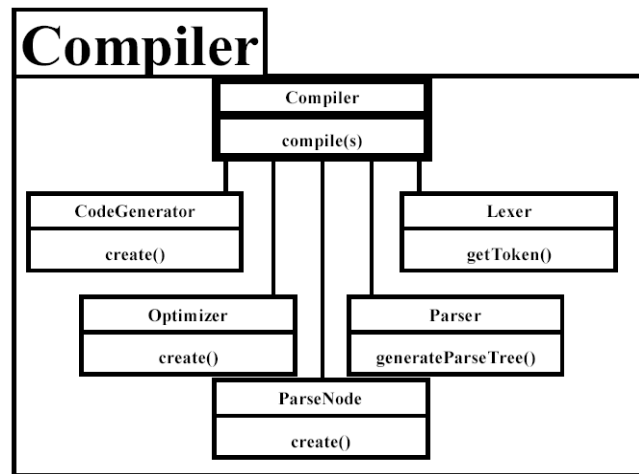 Compiler
Compiler
compile(s)
CodeGenerator
create()
Lexer
getToken()
Optimizer
create()
Parser
generateParseTree()
ParseNode
create()